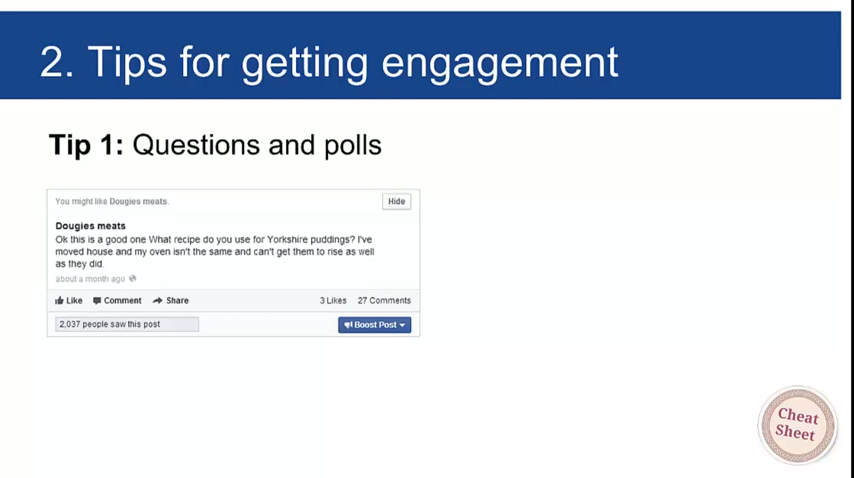 2. Tips for getting engagement
Tip 1: Questions and polls
You might like Dougies meats.
Hide
Dougies meats
Ok this is a good one What recipe do you use for Yorkshire puddings? I've
moved house and my oven isn't the same and can't get them to rise as well
as they did.
about a month ago
Like Comment Share 3 Likes 27 Comments
2,037 people saw this post
Boost Post
Cheat
Sheet